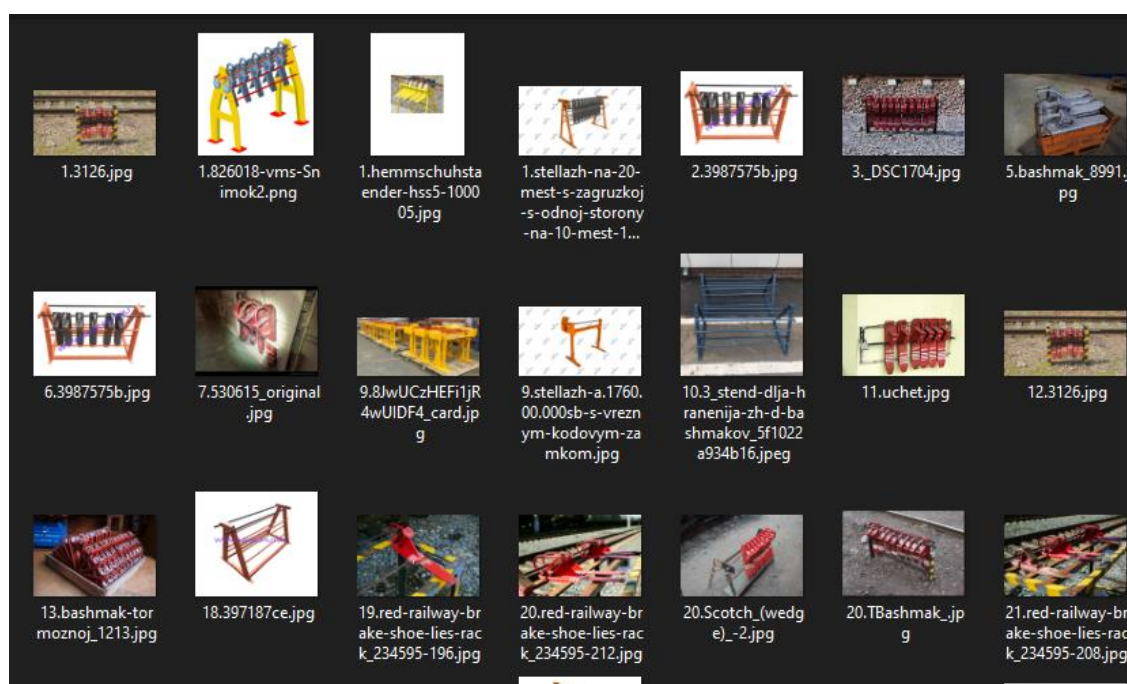 1.3126.jpg
1.826018-vms-Sn
imok2.png
1.hemmschuhsta
ender-hss5-1000
05.jpg
1.stellazh-na-20-
mest-s-zagruzkoj
-s-odnoj-storony
-na-10-mest-1...
2.3987575b.jpg
3._DSC1704.jpg
5.bashmak_8991.j
pg
6.3987575b.jpg
7.530615_original
.jpg
9.8JwUCzHEFi1jR
4wUIDF4_card.jp
g
9.stellazh-a.1760.
00.000sb-s-vrezn
ym-kodovym-za
mkom.jpg
10.3_stend-dlja-h
ranenija-zh-d-ba
shmakov_5f1022
a934b16.jpeg
11.uchet.jpg
12.3126.jpg
13.bashmak-tor
moznoj_1213.jpg
18.397187ce.jpg
19.red-railway-br
ake-shoe-lies-rac
k_234595-196.jpg
20.red-railway-br
ake-shoe-lies-rac
k_234595-212.jpg
20.Scotch_(wedg
e)_-2.jpg
20.TBashmak_.jp
g
21.red-railway-br
ake-shoe-lies-rac
k_234595-208.jpg